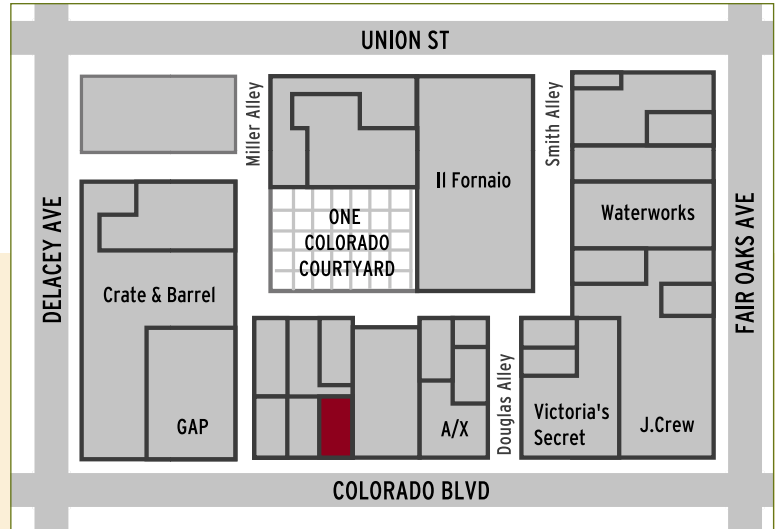 UNION ST
Miller Alley
Smith Alley
Il Fornaio
ONE
COLORADO
COURTYARD
Waterworks
DELACEY AVE
FAIR OAKS AVE
Crate & Barrel
GAP
A/X
Douglas Alley
Victoria's
Secret
J.Crew
COLORADO BLVD